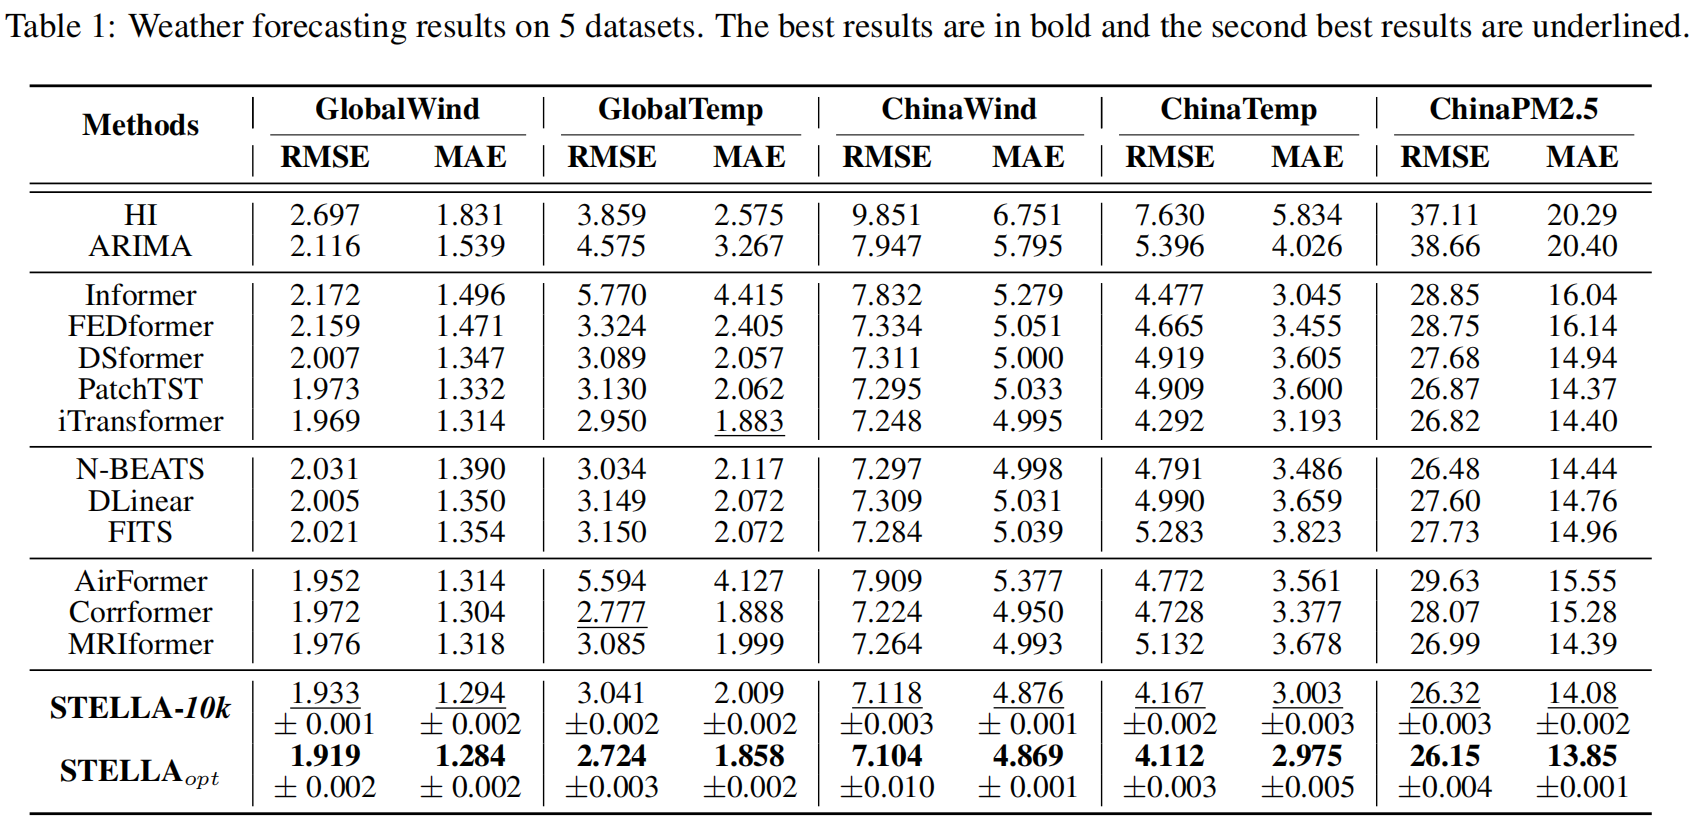 Table 1: Weather forecasting results on 5 datasets. The best results are in bold and the second best results are underlined.
Methods GlobalWind GlobalTemp ChinaWind ChinaTemp ChinaPM2.5
RMSE MAE RMSE MAE RMSE MAE RMSE MAE RMSE MAE
HI 2.697 1.831 3.859 2.575 9.851 6.751 7.630 5.834 37.11 20.29
ARIMA 2.116 1.539 4.575 3.267 7.947 5.795 5.396 4.026 38.66 20.40
Informer 2.172 1.496 5.770 4.415 7.832 5.279 4.477 3.045 28.85 16.04
FEDformer 2.159 1.471 3.324 2.405 7.334 5.051 4.665 3.455 28.75 16.14
DSformer 2.007 1.347 3.089 2.057 7.311 5.000 4.919 3.605 27.68 14.94
PatchTST 1.973 1.332 3.130 2.062 7.295 5.033 4.909 3.600 26.87 14.37
iTransformer 1.969 1.314 2.950 1.883 7.248 4.995 4.292 3.193 26.82 14.40
N-BEATS 2.031 1.390 3.034 2.117 7.297 4.998 4.791 3.486 26.48 14.44
DLinear 2.005 1.350 3.149 2.072 7.309 5.031 4.990 3.659 27.60 14.76
FITS 2.021 1.354 3.150 2.072 7.284 5.039 5.283 3.823 27.73 14.96
AirFormer 1.952 1.314 5.594 4.127 7.909 5.377 4.772 3.561 29.63 15.55
Corrformer 1.972 1.304 2.777 1.888 7.224 4.950 4.728 3.377 28.07 15.28
MRIformer 1.976 1.318 3.085 1.999 7.264 4.993 5.132 3.678 26.99 14.39
STELLA-10k 1.933 1.294 3.041 2.009 7.118 4.876 4.167 3.003 26.32 14.08
± 0.001 ± 0.002 ±0.002 ±0.002 ±0.003 ± 0.001 ±0.002 ±0.003 ±0.003 ±0.002
STELLAopt 1.919 1.284 2.724 1.858 7.104 4.869 4.112 2.975 26.15 13.85
± 0.002 ± 0.002 ±0.003 ±0.002 ±0.010 ± 0.001 ±0.003 ±0.005 ±0.004 ±0.001